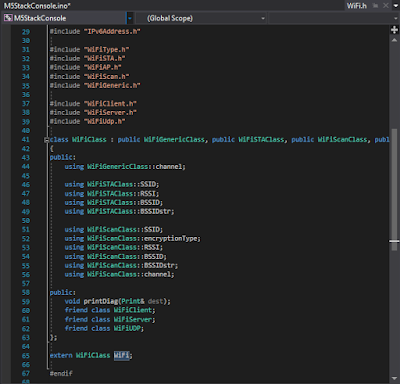 M5StackConsole.ino*
WiFi.h
M5StackConsole
(Global Scope)
29 #include "IPv6Address.h"
30
31 #include "WiFiType.h"
32 #include "WiFiSTA.h"
33 #include "WiFiAP.h"
34 #include "WiFiScan.h"
35 #include "WiFiGeneric.h"
36
37 #include "WiFiClient.h"
38 #include "WiFiServer.h"
39 #include "WiFiUdp.h"
40
41 class WiFiClass : public WiFiGenericClass, public WiFiSTAClass, public WiFiScanClass, publ
42 {
43 public:
44 using WiFiGenericClass::channel;
45
46 using WiFiSTAClass::SSID;
47 using WiFiSTAClass::RSSI;
48 using WiFiSTAClass::BSSID;
49 using WiFiSTAClass::BSSIDstr;
50
51 using WiFiScanClass::SSID;
52 using WiFiScanClass::encryptionType;
53 using WiFiScanClass::RSSI;
54 using WiFiScanClass::BSSID;
55 using WiFiScanClass::BSSIDstr;
56 using WiFiScanClass::channel;
57
58 public:
59 void printDiag(Print& dest);
60 friend class WiFiClient;
61 friend class WiFiServer;
62 friend class WiFiUDP;
63 };
64
65 extern WiFiClass WiFi;
66
67 #endif